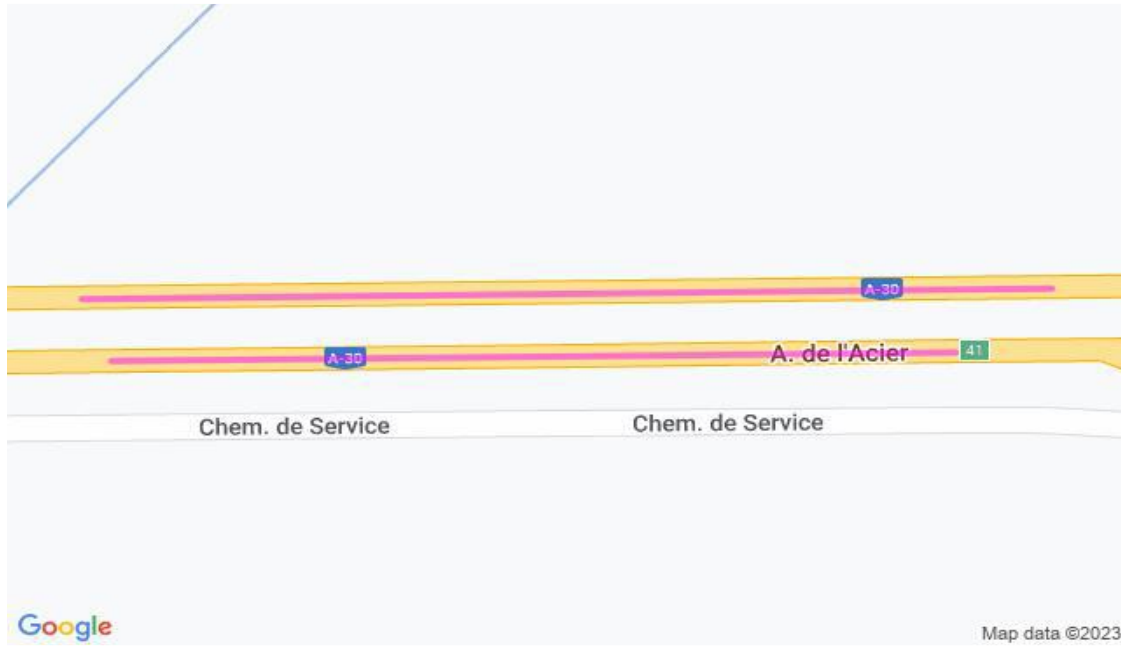 A-30
A-30
A. de l'Acier
41
Chem. de Service
Chem. de Service
Google
Map data ©2023